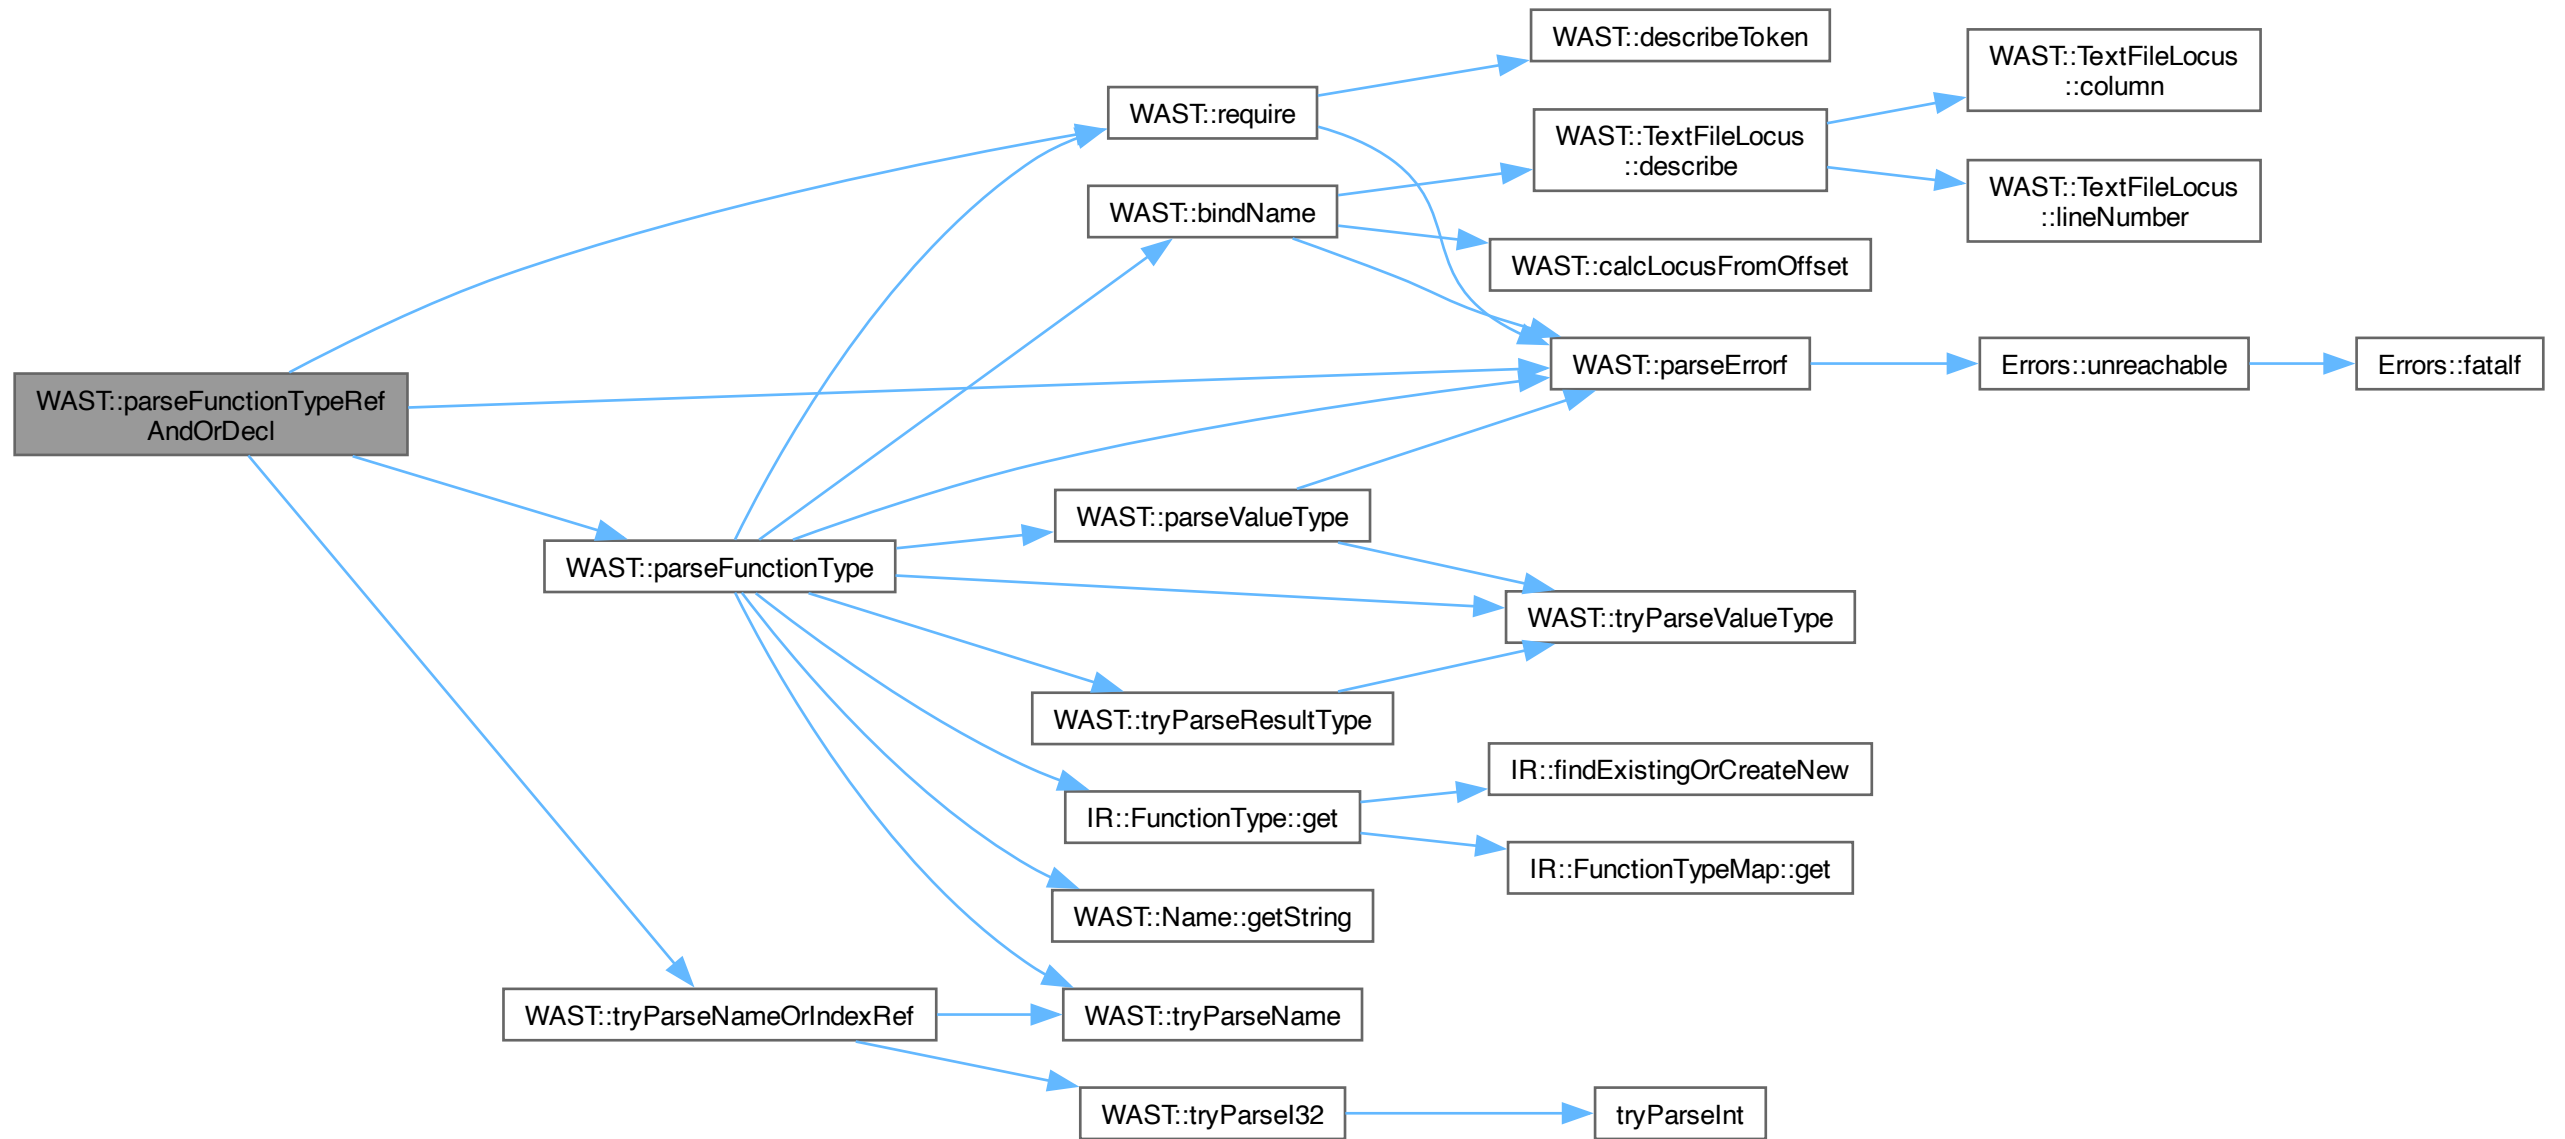 WAST::describeToken
WAST::TextFileLocus
::column
WAST::require
WAST::TextFileLocus
::describe
WAST::TextFileLocus
::lineNumber
WAST::bindName
WAST::calcLocusFromOffset
WAST::parseErrorf
Errors::unreachable
Errors::fatalf
WAST::parseFunctionTypeRef
AndOrDecl
WAST::parseValueType
WAST::parseFunctionType
WAST::tryParseValueType
WAST::tryParseResultType
IR::findExistingOrCreateNew
IR::FunctionType::get
IR::FunctionTypeMap::get
WAST::Name::getString
WAST::tryParseNameOrIndexRef
WAST::tryParseName
WAST::tryParseI32
tryParseInt